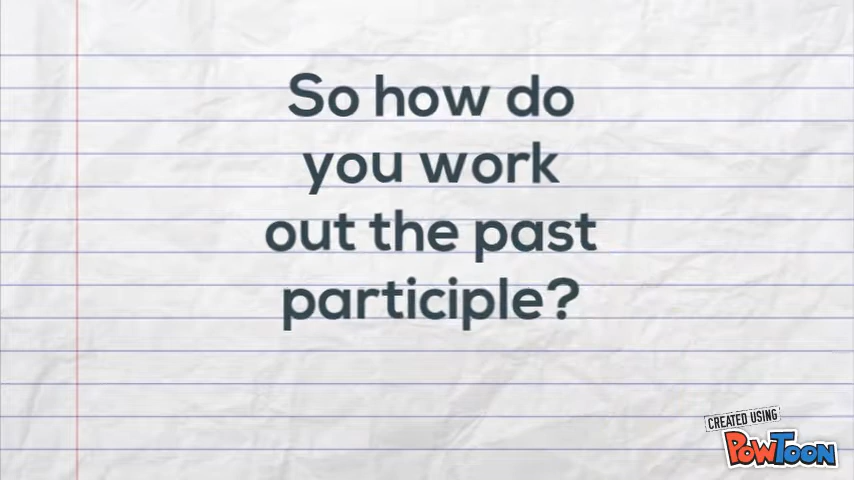 So how do
you work
out the past
participle?
CREATED USING
POWTOON